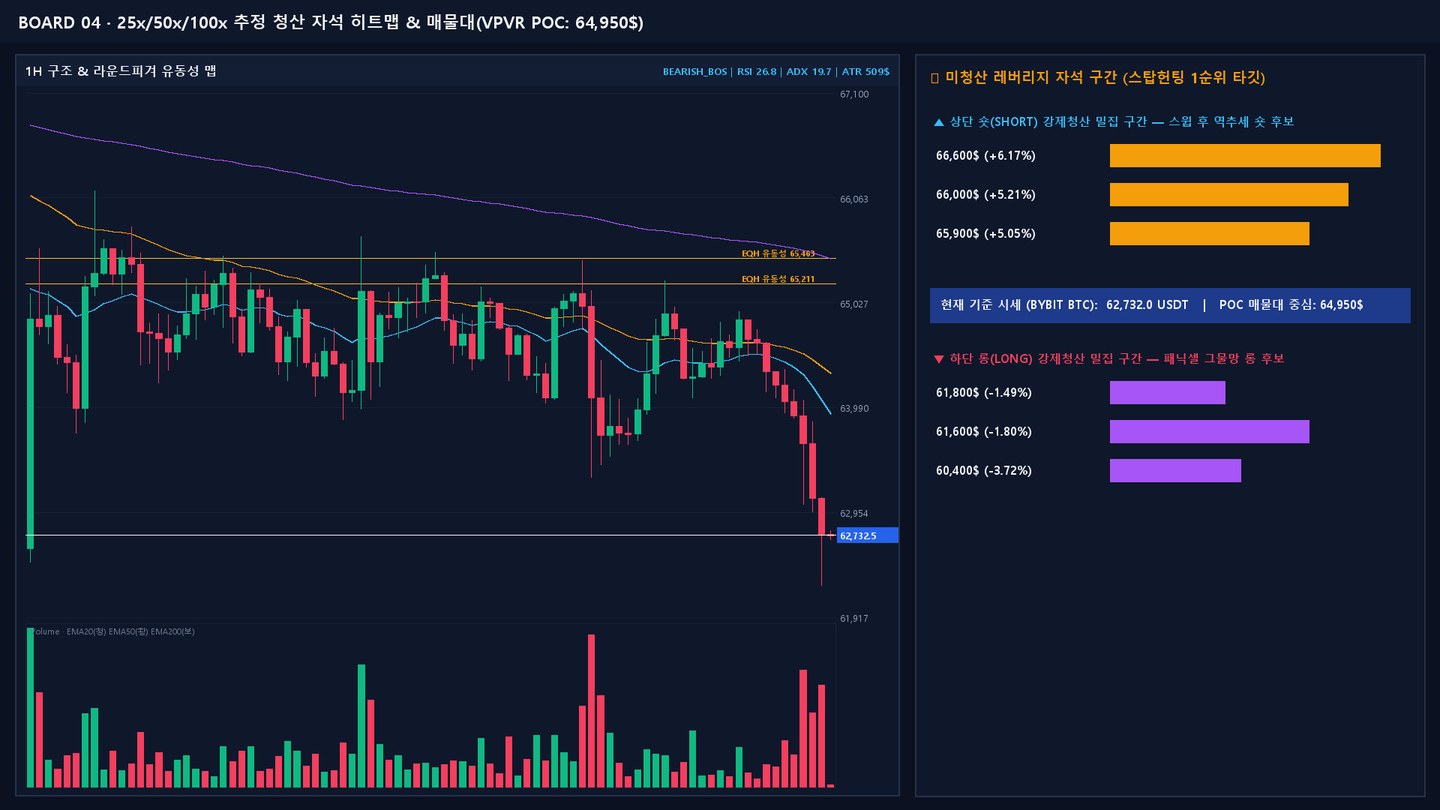 BOARD 04 · 25x/50x/100x 추정 청산 자석 히트맵 & 매물대(VPVR POC: 64,950$)
1H 구조 & 라운드피겨 유동성 맵
BEARISH_BOS | RSI 26.8 | ADX 19.7 | ATR 509$
67,100
66,063
EQH 유동성 65,463
EQH 유동성 65,211
65,027
63,990
62,954
62,732.5
61,917
Volume · EMA20(청) EMA50(황) EMA200(보)
미청산 레버리지 자석 구간 (스탑헌팅 1순위 타깃)
▲ 상단 숏(SHORT) 강제청산 밀집 구간 — 스윕 후 역추세 숏 후보
66,600$ (+6.17%)
66,000$ (+5.21%)
65,900$ (+5.05%)
현재 기준 시세 (BYBIT BTC): 62,732.0 USDT | POC 매물대 중심: 64,950$
▼ 하단 롱(LONG) 강제청산 밀집 구간 — 패닉셀 그물망 롱 후보
61,800$ (-1.49%)
61,600$ (-1.80%)
60,400$ (-3.72%)